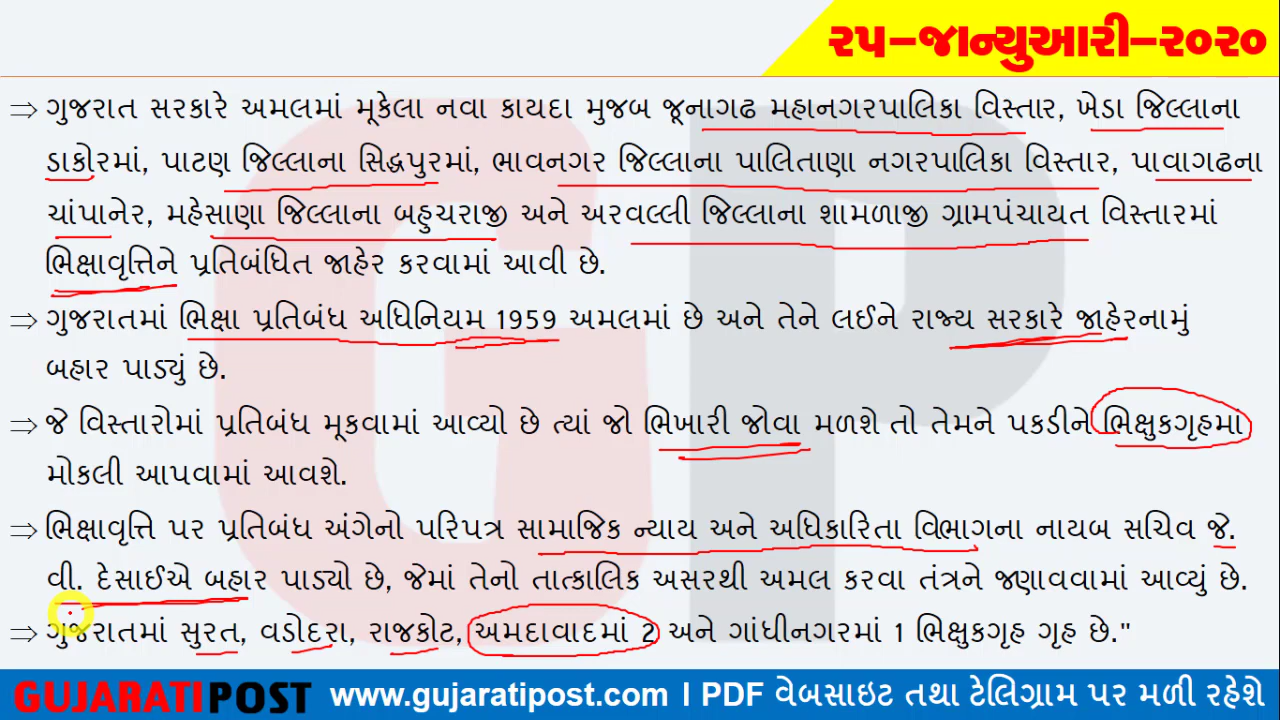 ૨૫-જાન્યુઆરી-૨૦૨૦
⇒ ગુજરાત સરકારે અમલમાં મૂકેલા નવા કાયદા મુજબ જૂનાગઢ મહાનગરપાલિકા વિસ્તાર, ખેડા જિલ્લાના
ડાકોરમાં, પાટણ જિલ્લાના સિદ્ધપુરમાં, ભાવનગર જિલ્લાના પાલિતાણા નગરપાલિકા વિસ્તાર, પાવાગઢના
ચાંપાનેર, મહેસાણા જિલ્લાના બહુચરાજી અને અરવલ્લી જિલ્લાના શામળાજી ગ્રામપંચાયત વિસ્તારમાં
ભિક્ષાવૃત્તિને પ્રતિબંધિત જાહેર કરવામાં આવી છે.
⇒ ગુજરાતમાં ભિક્ષા પ્રતિબંધ અધિનિયમ 1959 અમલમાં છે અને તેને લઈને રાજ્ય સરકારે જાહેરનામું
બહાર પાડ્યું છે.
⇒ જે વિસ્તારોમાં પ્રતિબંધ મૂકવામાં આવ્યો છે ત્યાં જો ભિખારી જોવા મળશે તો તેમને પકડીને ભિક્ષુકગૃહમાં
મોકલી આપવામાં આવશે.
⇒ ભિક્ષાવૃત્તિ પર પ્રતિબંધ અંગેનો પરિપત્ર સામાજિક ન્યાય અને અધિકારિતા વિભાગના નાયબ સચિવ જે.
વી. દેસાઈએ બહાર પાડ્યો છે, જેમાં તેનો તાત્કાલિક અસરથી અમલ કરવા તંત્રને જણાવવામાં આવ્યું છે.
⇒ ગુજરાતમાં સુરત, વડોદરા, રાજકોટ, અમદાવાદમાં 2 અને ગાંધીનગરમાં 1 ભિક્ષુકગૃહ ગૃહ છે."
GUJARATIPOST www.gujaratipost.com I PDF વેબસાઇટ તથા ટેલિગ્રામ પર મળી રહેશે
GP